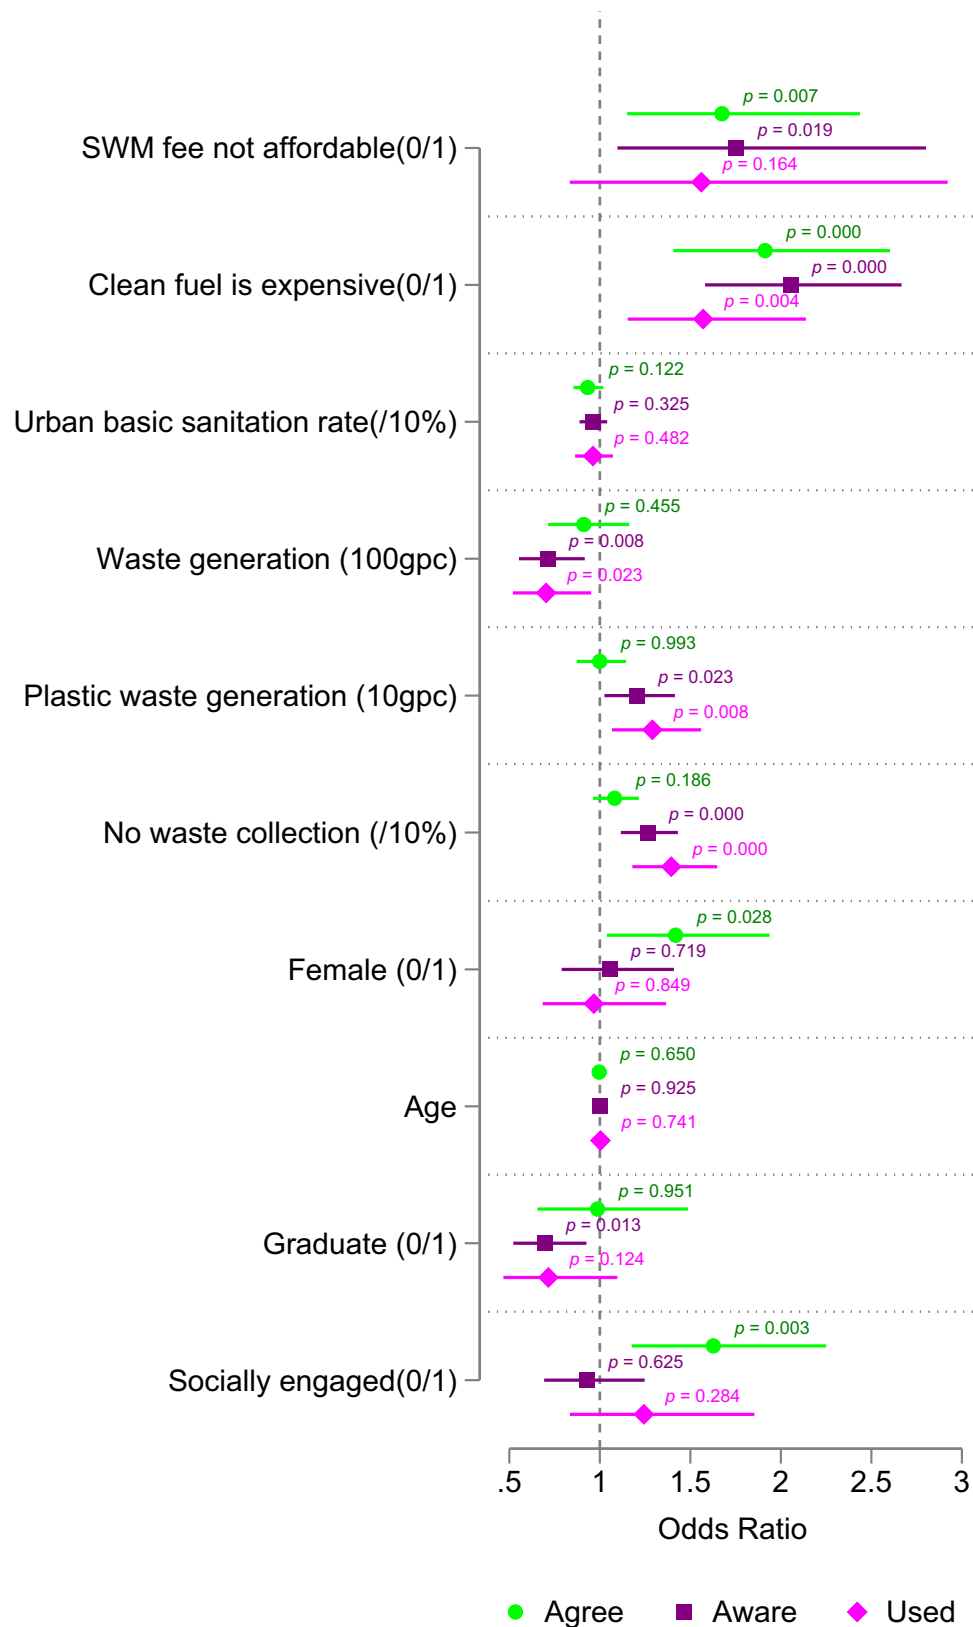 p = 0.007
SWM fee not affordable(0/1)
p = 0.019
p = 0.164
p = 0.000
Clean fuel is expensive(0/1)
p = 0.000
p = 0.004
p = 0.122
Urban basic sanitation rate(/10%)
p = 0.325
p = 0.482
p = 0.455
Waste generation (100gpc)
p = 0.008
p = 0.023
p = 0.993
Plastic waste generation (10gpc)
p = 0.023
p = 0.008
p = 0.186
No waste collection (/10%)
p = 0.000
p = 0.000
p = 0.028
Female (0/1)
p = 0.719
p = 0.849
p = 0.650
Age
p = 0.925
p = 0.741
p = 0.951
Graduate (0/1)
p = 0.013
p = 0.124
p = 0.003
Socially engaged(0/1)
p = 0.625
p = 0.284
.5 1 1.5 2 2.5 3
Odds Ratio
Agree Aware Used